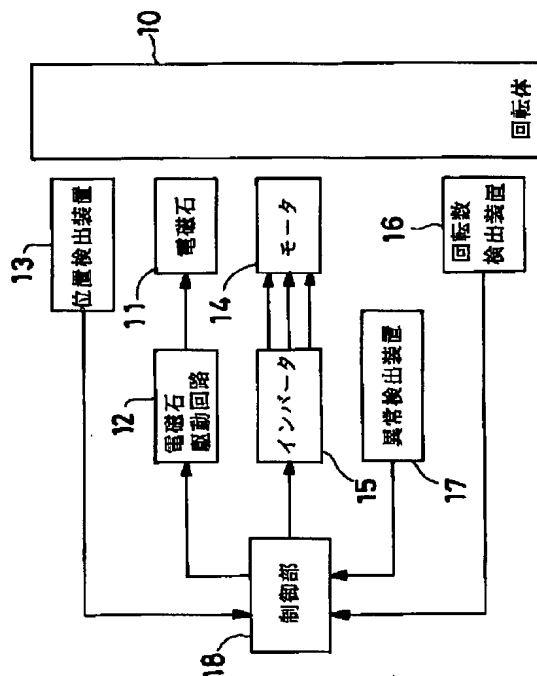 10
回転体
13
位置検出装置
11
電磁石
12
電磁石
駆動回路
14
モータ
15
インバータ
16
回転数
検出装置
17
異常検出装置
18
制御部